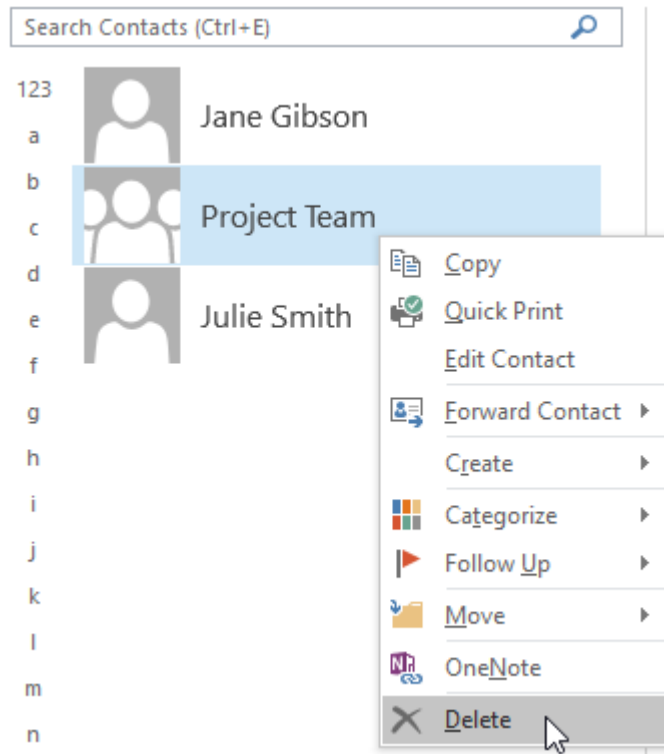 Search Contacts (Ctrl+E)
123
a
b
c
d
e
f
g
h
i
j
k
l
m
n
Jane Gibson
Project Team
Julie Smith
Copy
Quick Print
Edit Contact
Forward Contact
Create
Categorize
Follow Up
Move
OneNote
Delete